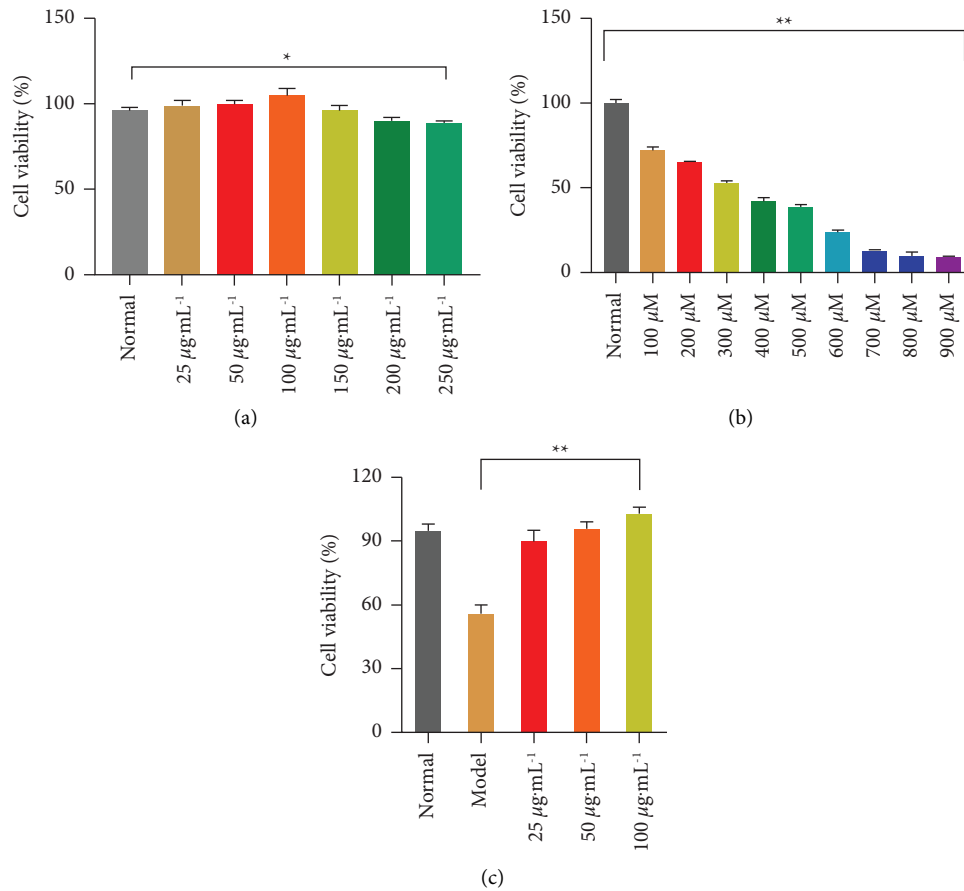 150
100
50
0
Cell viability (%)
*
Normal
25 µg·mL⁻¹
50 µg·mL⁻¹
100 µg·mL⁻¹
150 µg·mL⁻¹
200 µg·mL⁻¹
250 µg·mL⁻¹
(a)
150
100
50
0
Cell viability (%)
**
Normal
100 µM
200 µM
300 µM
400 µM
500 µM
600 µM
700 µM
800 µM
900 µM
(b)
120
90
60
30
0
Cell viability (%)
**
Normal
Model
25 µg·mL⁻¹
50 µg·mL⁻¹
100 µg·mL⁻¹
(c)